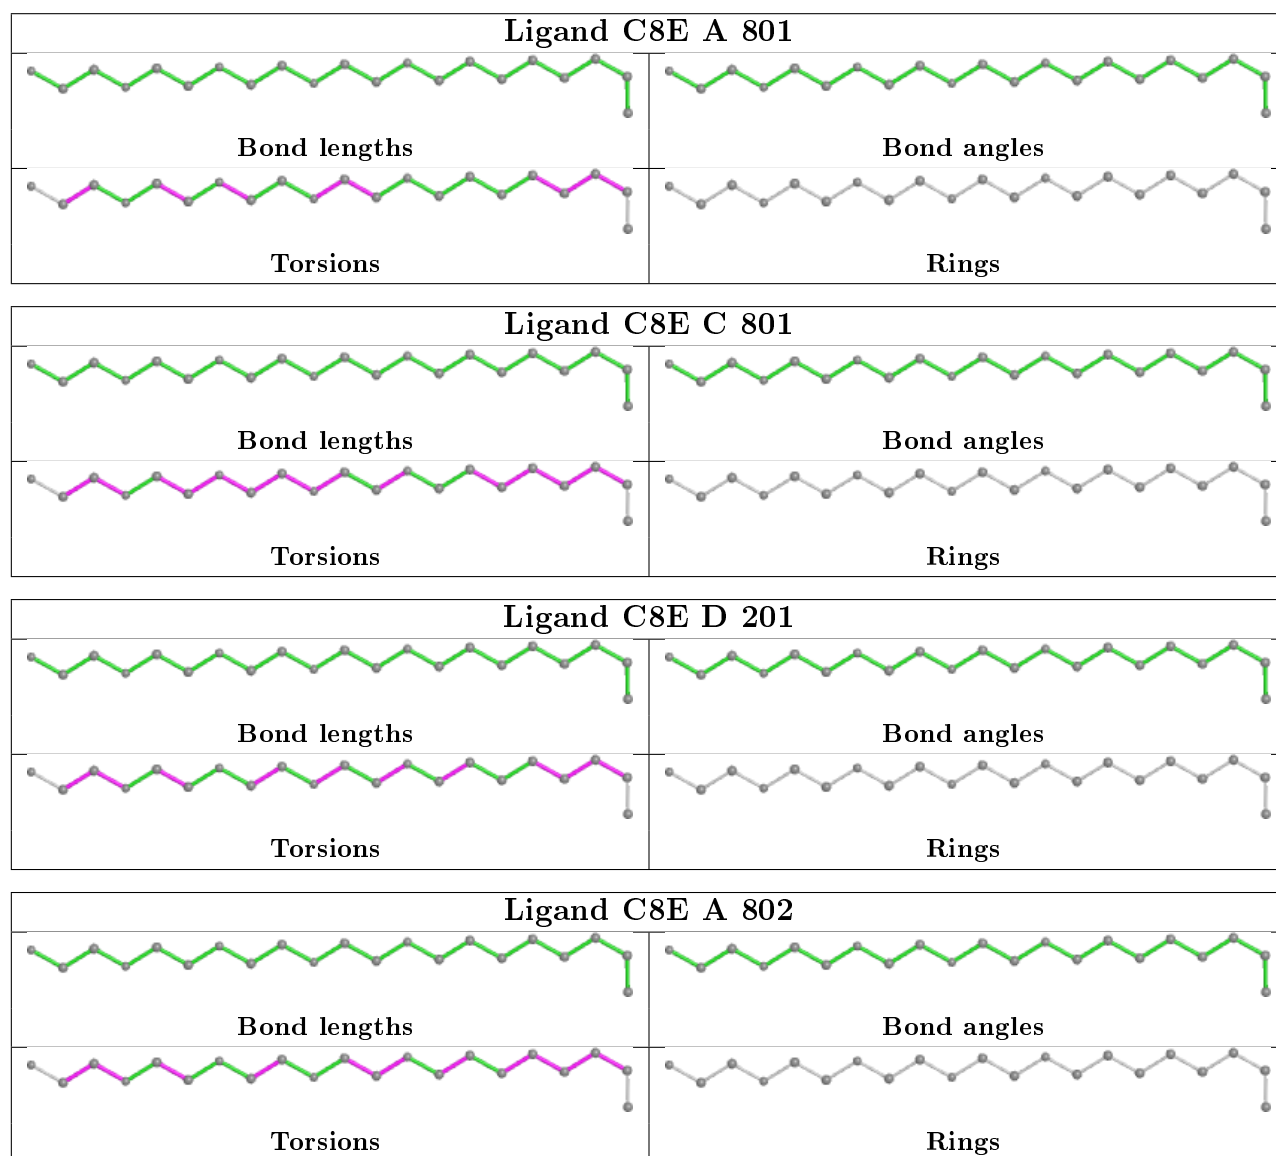 Ligand C8E A 801
Bond lengths Bond angles
Torsions Rings
Ligand C8E C 801
Bond lengths Bond angles
Torsions Rings
Ligand C8E D 201
Bond lengths Bond angles
Torsions Rings
Ligand C8E A 802
Bond lengths Bond angles
Torsions Rings